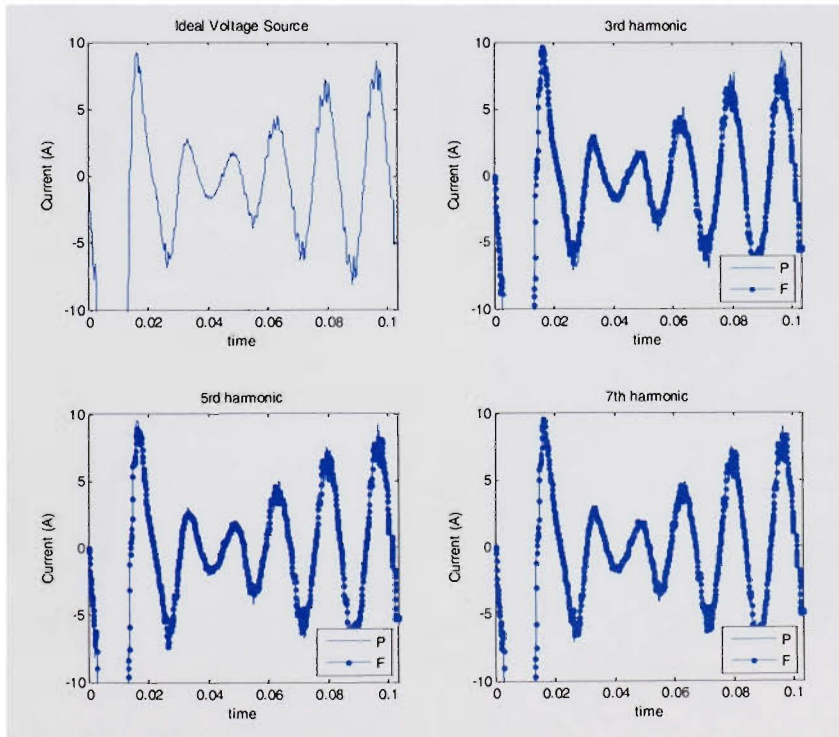 Ideal Voltage Source
10
5
0
-5
-10
Current (A)
0 0.02 0.04 0.06 0.08 0.1
time
3rd harmonic
10
5
0
-5
-10
Current (A)
P
F
0 0.02 0.04 0.06 0.08 0.1
time
5rd harmonic
10
5
0
-5
-10
Current (A)
P
F
0 0.02 0.04 0.06 0.08 0.1
time
7th harmonic
10
5
0
-5
-10
Current (A)
P
F
0 0.02 0.04 0.06 0.08 0.1
time